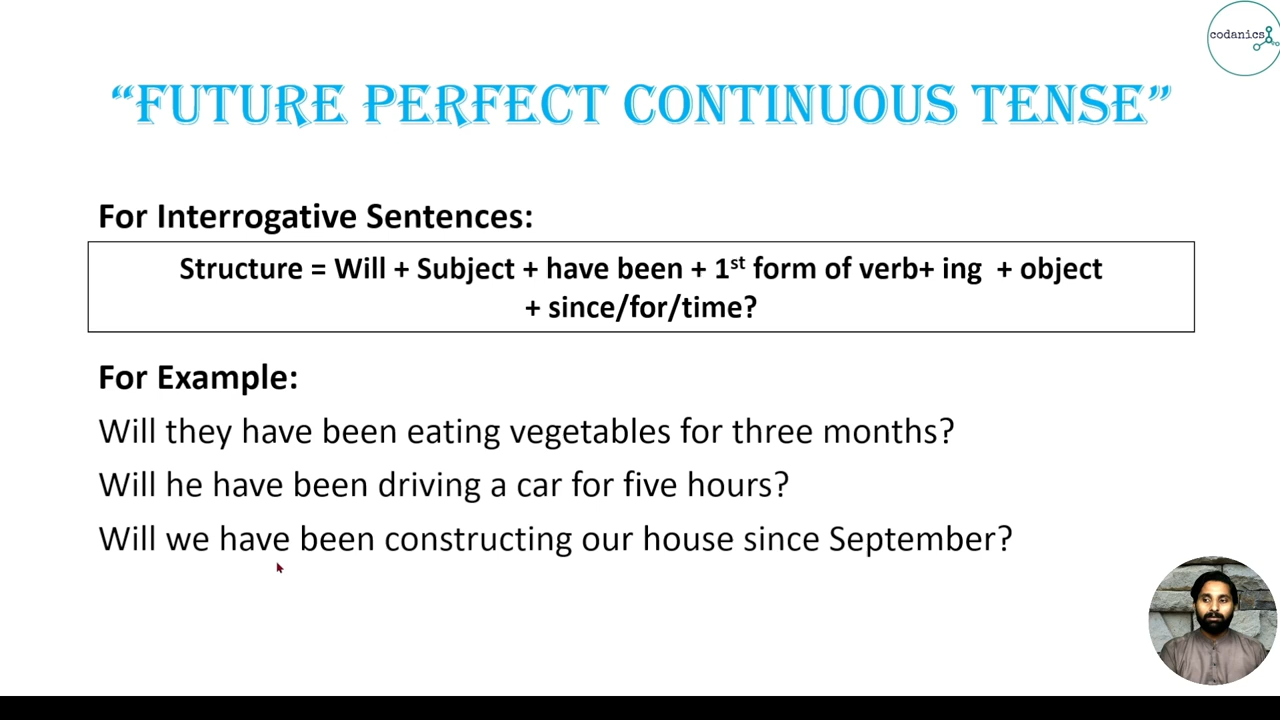 codanics
“FUTURE PERFECT CONTINUOUS TENSE”
For Interrogative Sentences:
Structure = Will + Subject + have been + 1st form of verb+ ing + object
+ since/for/time?
For Example:
Will they have been eating vegetables for three months?
Will he have been driving a car for five hours?
Will we have been constructing our house since September?